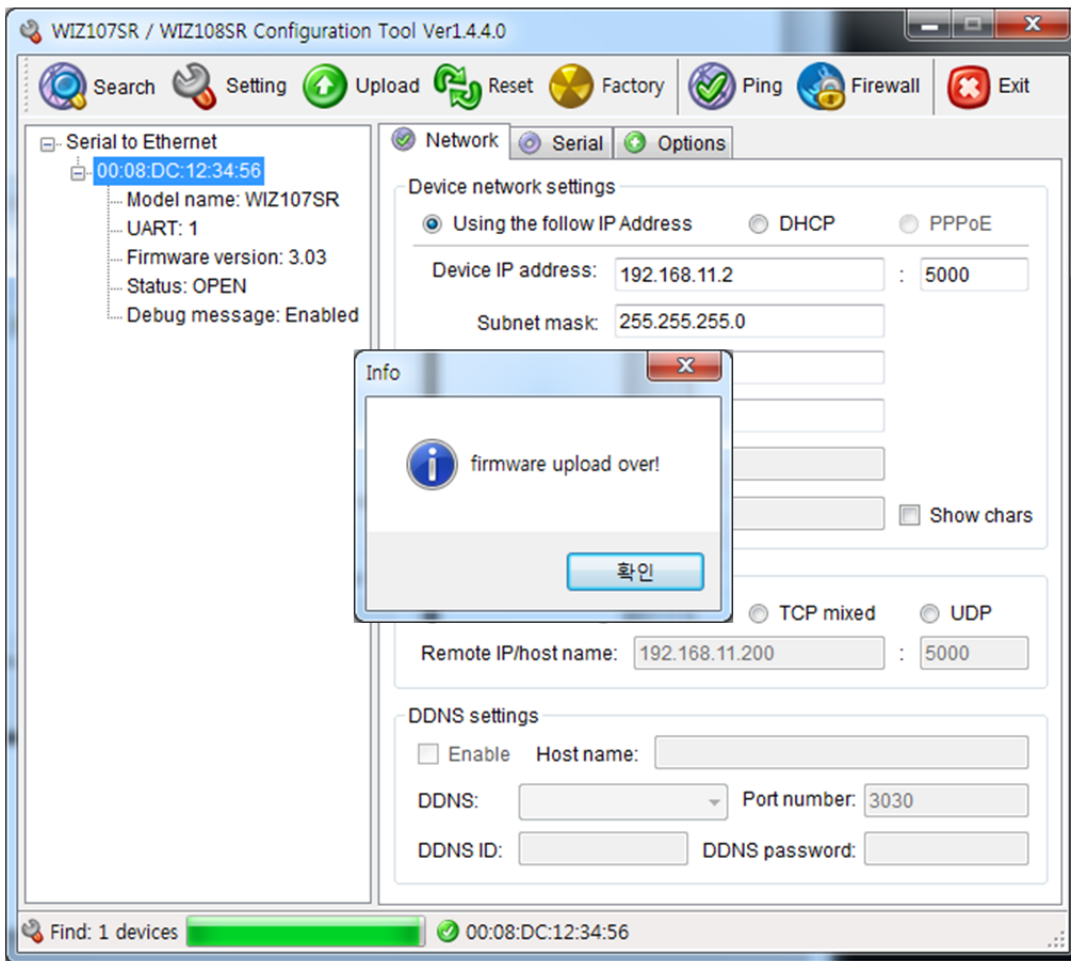 WIZ107SR / WIZ108SR Configuration Tool Ver1.4.4.0
Search Setting Upload Reset Factory Ping Firewall Exit
Serial to Ethernet
00:08:DC:12:34:56
Model name: WIZ107SR
UART: 1
Firmware version: 3.03
Status: OPEN
Debug message: Enabled
Network Serial Options
Device network settings
Using the follow IP Address DHCP PPPoE
Device IP address: 192.168.11.2 : 5000
Subnet mask: 255.255.255.0
Info
firmware upload over!
확인
Show chars
TCP mixed UDP
Remote IP/host name: 192.168.11.200 : 5000
DDNS settings
Enable Host name:
DDNS: Port number: 3030
DDNS ID: DDNS password:
Find: 1 devices 00:08:DC:12:34:56